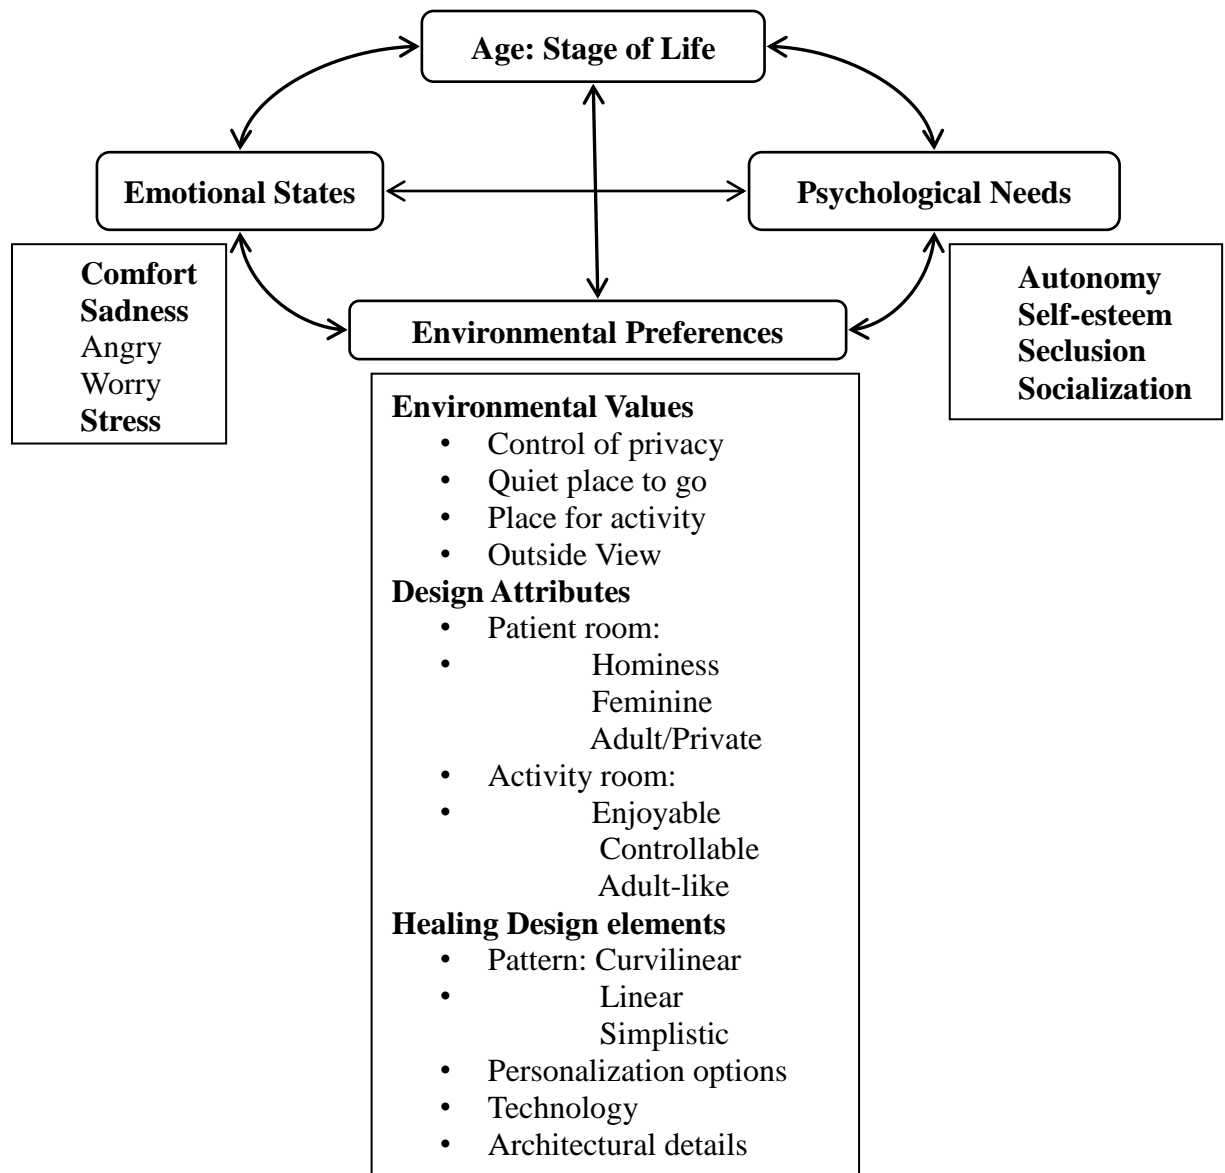 Age: Stage of Life
Emotional States
Psychological Needs
Comfort
Sadness
Angry
Worry
Stress
Autonomy
Self-esteem
Seclusion
Socialization
Environmental Preferences
Environmental Values
• Control of privacy
• Quiet place to go
• Place for activity
• Outside View
Design Attributes
• Patient room:
• Hominess
Feminine
Adult/Private
• Activity room:
• Enjoyable
Controllable
Adult-like
Healing Design elements
• Pattern: Curvilinear
• Linear
Simplistic
• Personalization options
• Technology
• Architectural details